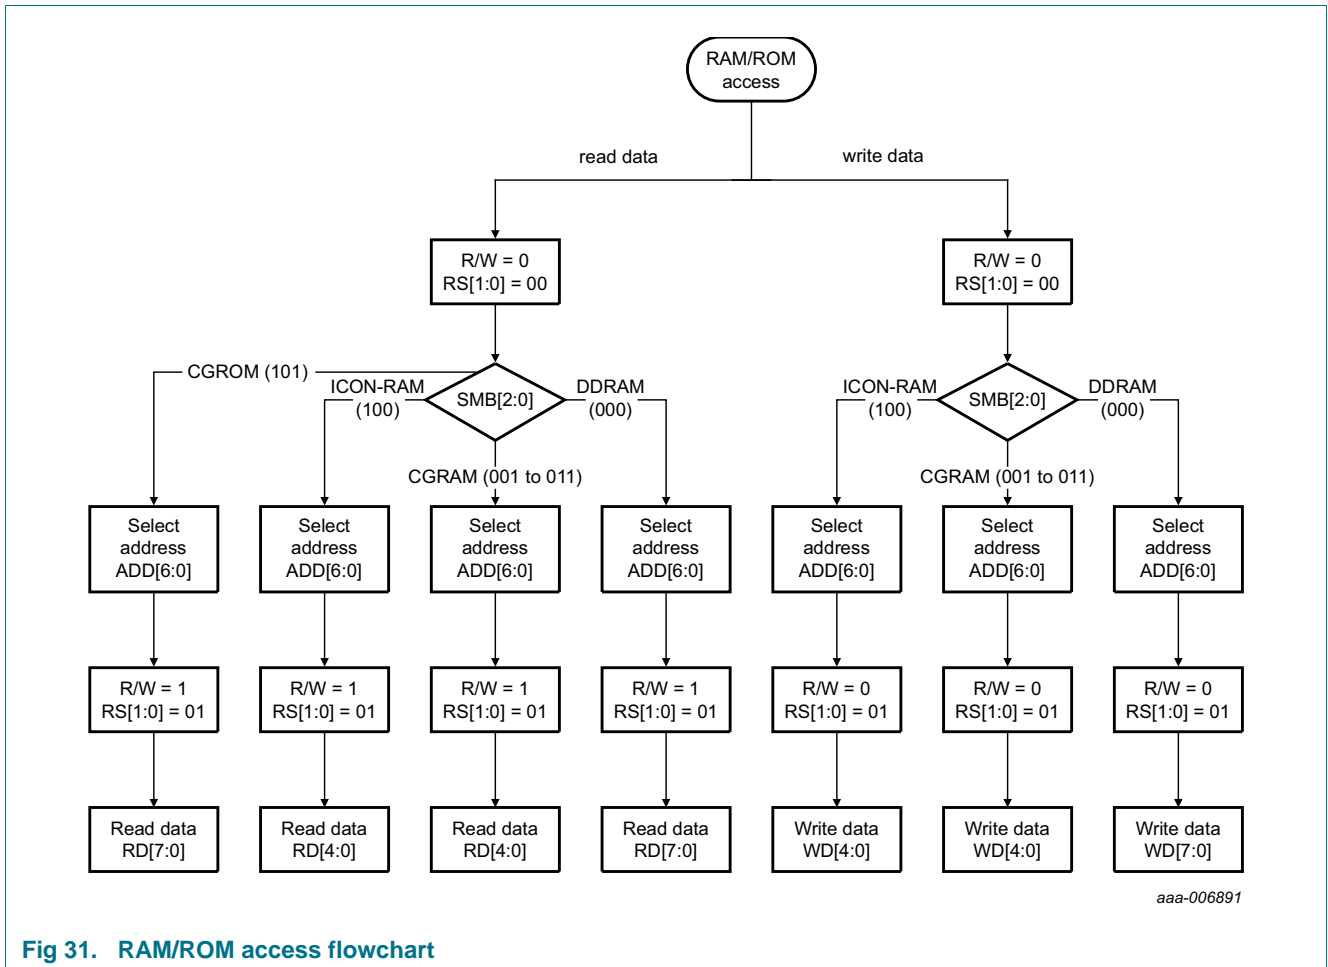 RAM/ROM
access
read data
write data
R/W = 0
RS[1:0] = 00
R/W = 0
RS[1:0] = 00
CGROM (101)
ICON-RAM
(100)
SMB[2:0]
DDRAM
(000)
CGRAM (001 to 011)
ICON-RAM
(100)
SMB[2:0]
DDRAM
(000)
CGRAM (001 to 011)
Select
address
ADD[6:0]
Select
address
ADD[6:0]
Select
address
ADD[6:0]
Select
address
ADD[6:0]
Select
address
ADD[6:0]
Select
address
ADD[6:0]
Select
address
ADD[6:0]
R/W = 1
RS[1:0] = 01
R/W = 1
RS[1:0] = 01
R/W = 1
RS[1:0] = 01
R/W = 1
RS[1:0] = 01
R/W = 0
RS[1:0] = 01
R/W = 0
RS[1:0] = 01
R/W = 0
RS[1:0] = 01
Read data
RD[7:0]
Read data
RD[4:0]
Read data
RD[4:0]
Read data
RD[7:0]
Write data
WD[4:0]
Write data
WD[4:0]
Write data
WD[7:0]
aaa-006891
Fig 31. RAM/ROM access flowchart